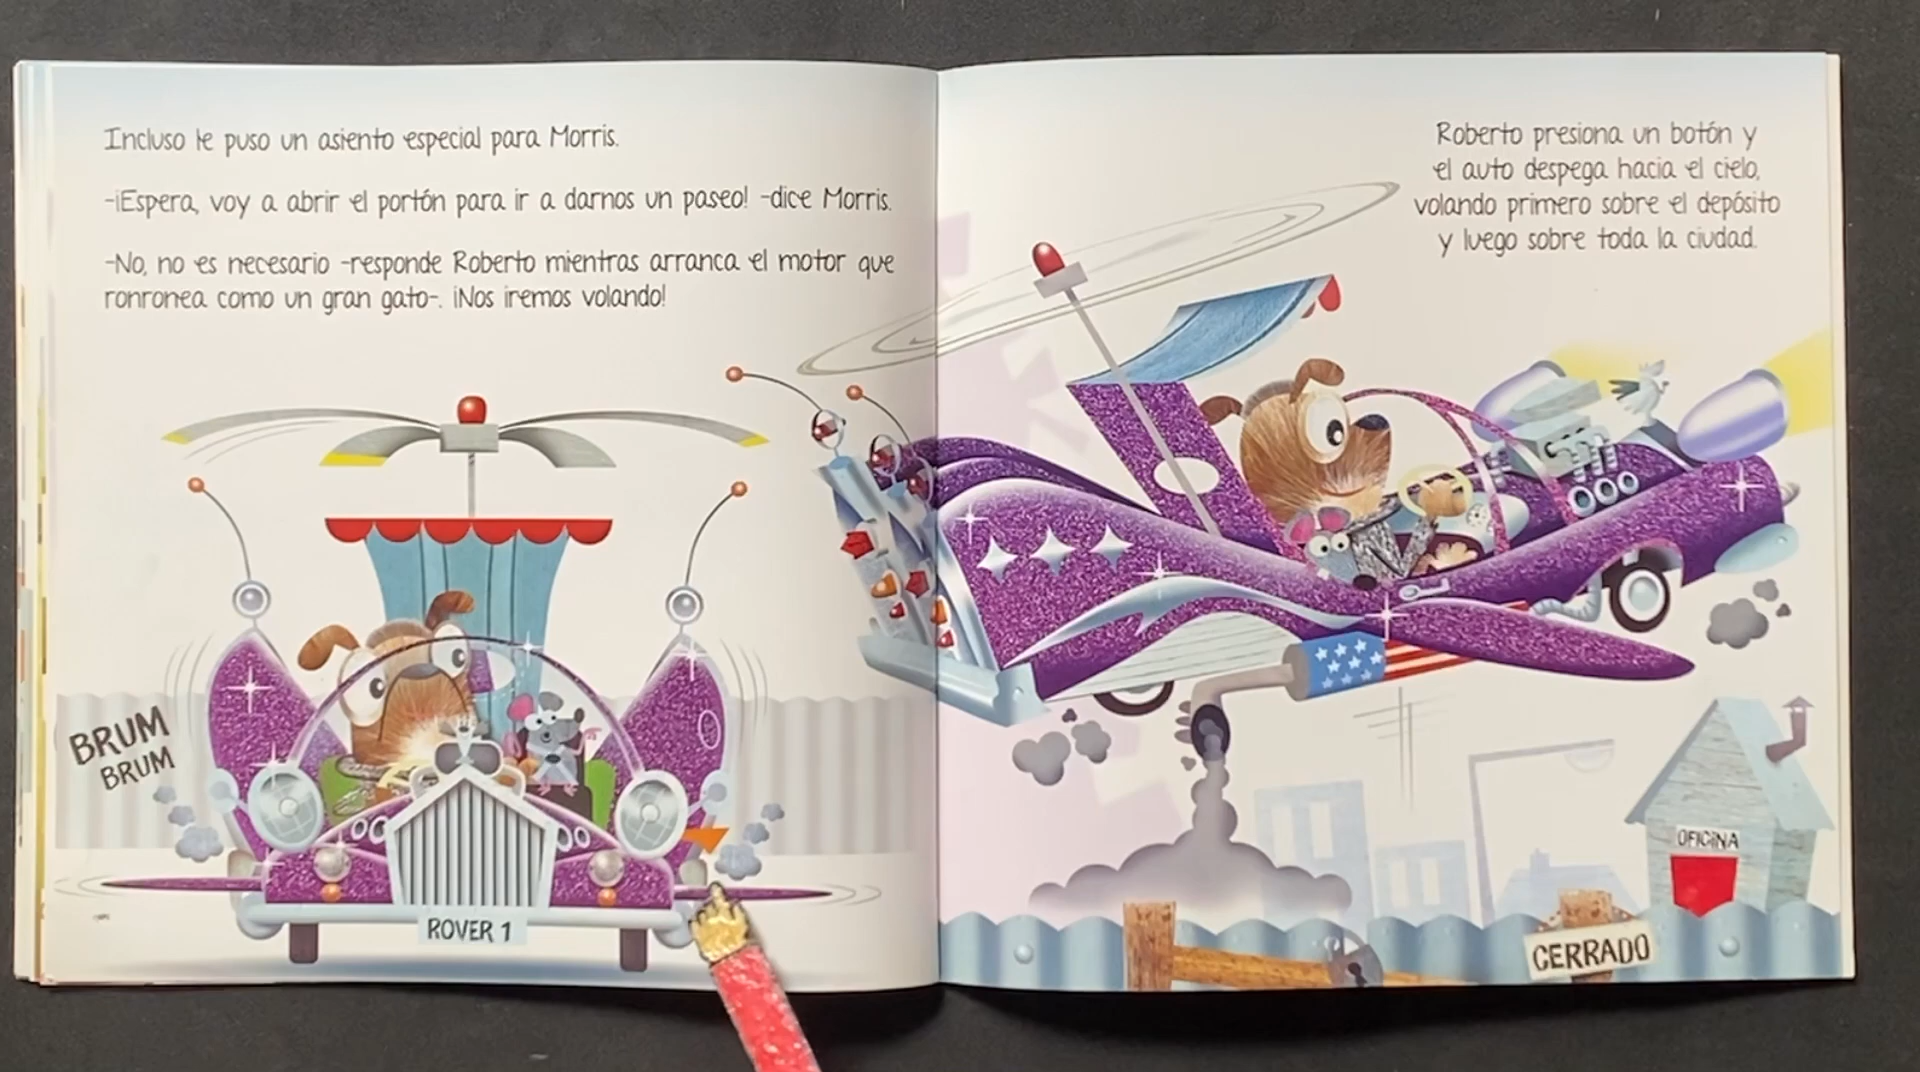 Incluso le puso un asiento especial para Morris.
-¡Espera, voy a abrir el portón para ir a darnos un paseo! -dice Morris.
-No, no es necesario -responde Roberto mientras arranca el motor que
ronronea como un gran gato-. ¡Nos iremos volando!
BRUM
BRUM
ROVER 1
Roberto presiona un botón y
el auto despega hacia el cielo,
volando primero sobre el depósito
y luego sobre toda la ciudad.
OFICINA
CERRADO